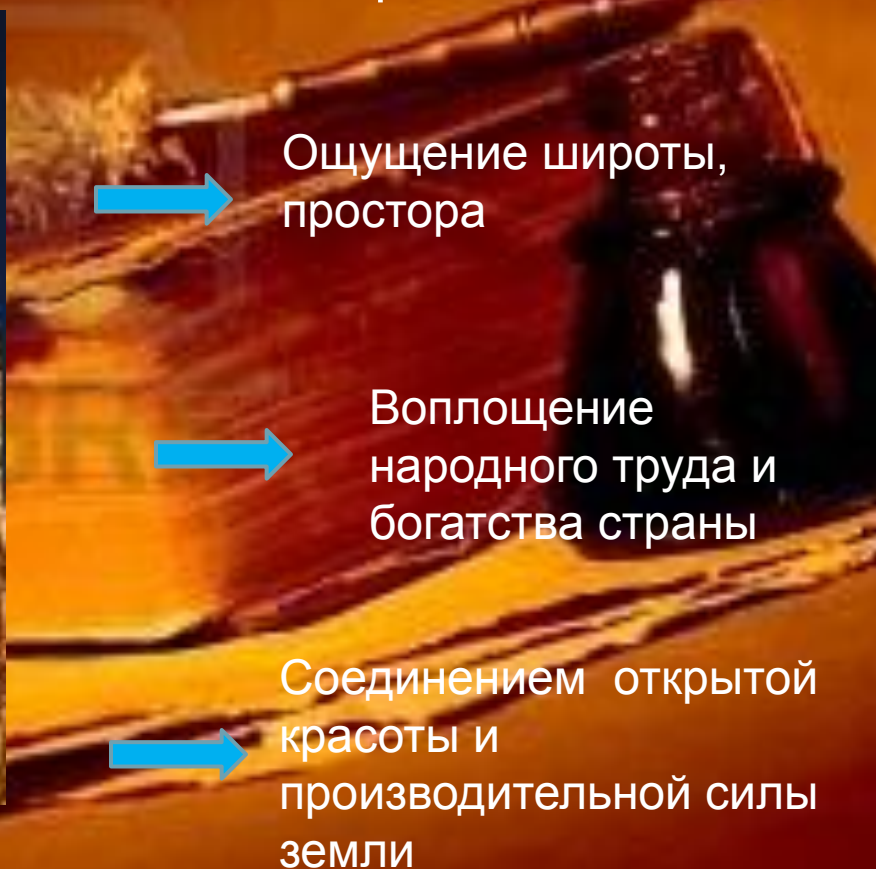 Ощущение широты,
простора
Воплощение
народного труда и
богатства страны
Соединением открытой
красоты и
производительной силы
земли